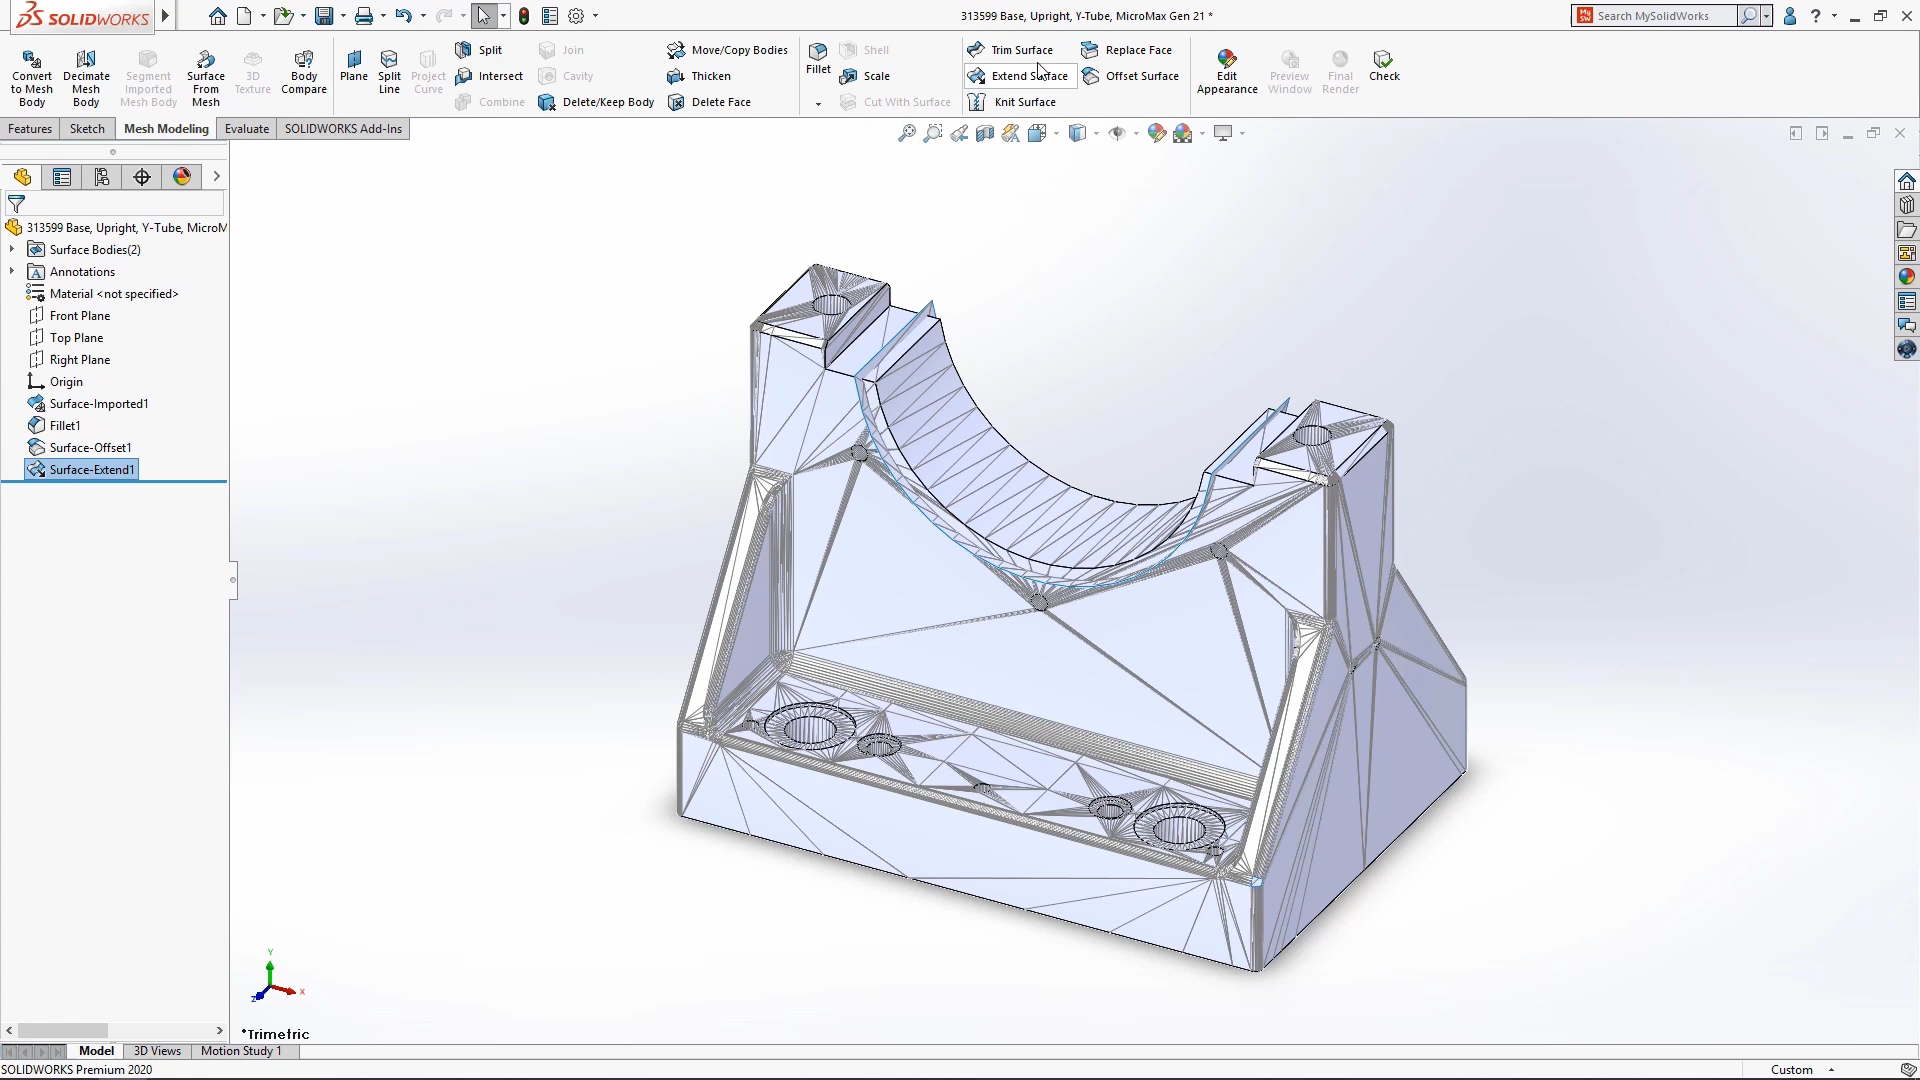 SOLIDWORKS
313599 Base, Upright, Y-Tube, MicroMax Gen 21 *
Search MySolidWorks
Convert to Mesh Body
Decimate Mesh Body
Segment Imported Mesh Body
Surface From Mesh
3D Texture
Body Compare
Plane
Split Line
Project Curve
Split
Intersect
Combine
Join
Cavity
Delete/Keep Body
Move/Copy Bodies
Thicken
Delete Face
Fillet
Shell
Scale
Cut With Surface
Trim Surface
Extend Surface
Knit Surface
Replace Face
Offset Surface
Edit Appearance
Preview Window
Final Render
Check
Features
Sketch
Mesh Modeling
Evaluate
SOLIDWORKS Add-Ins
313599 Base, Upright, Y-Tube, MicroM
Surface Bodies(2)
Annotations
Material <not specified>
Front Plane
Top Plane
Right Plane
Origin
Surface-Imported1
Fillet1
Surface-Offset1
Surface-Extend1
Y
X
Z
*Trimetric
Model
3D Views
Motion Study 1
SOLIDWORKS Premium 2020
Custom